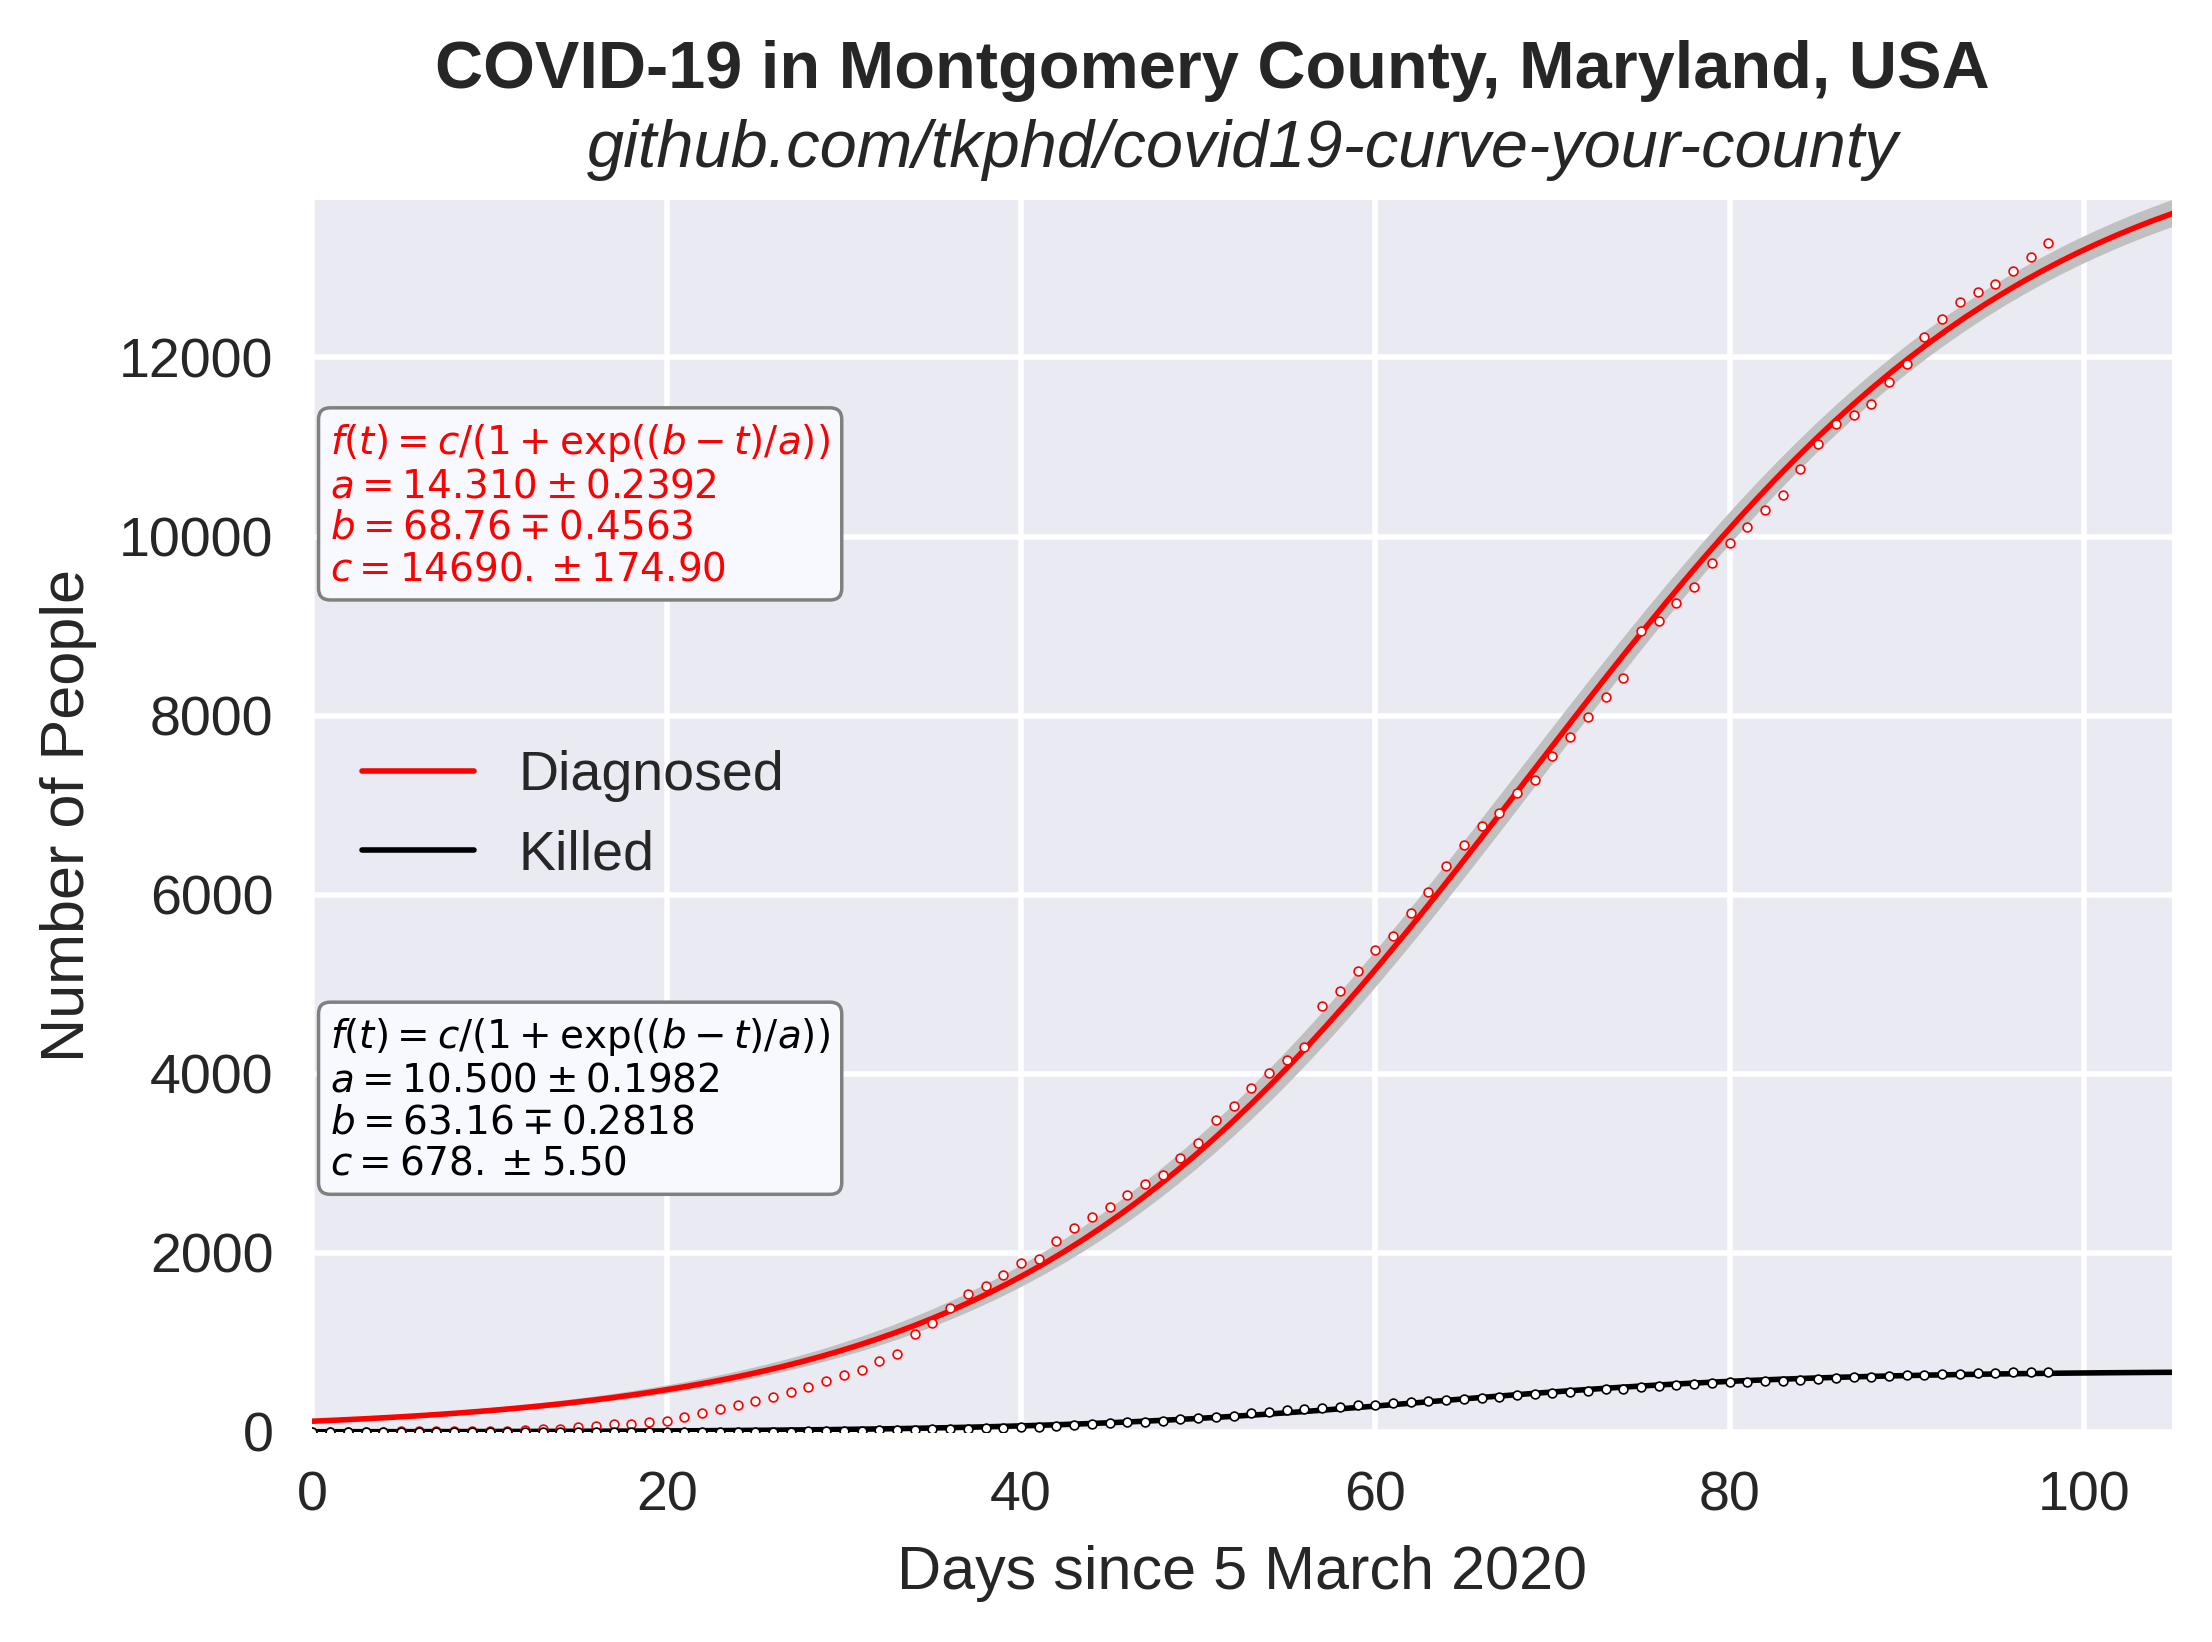 COVID-19 in Montgomery County, Maryland, USA
github.com/tkphd/covid19-curve-your-county
Number of People
12000
10000
8000
6000
4000
2000
0
f(t) = c/(1 + exp((b − t)/a))
a = 14.310 ± 0.2392
b = 68.76 ∓ 0.4563
c = 14690. ± 174.90
Diagnosed
Killed
f(t) = c/(1 + exp((b − t)/a))
a = 10.500 ± 0.1982
b = 63.16 ∓ 0.2818
c = 678. ± 5.50
0 20 40 60 80 100
Days since 5 March 2020